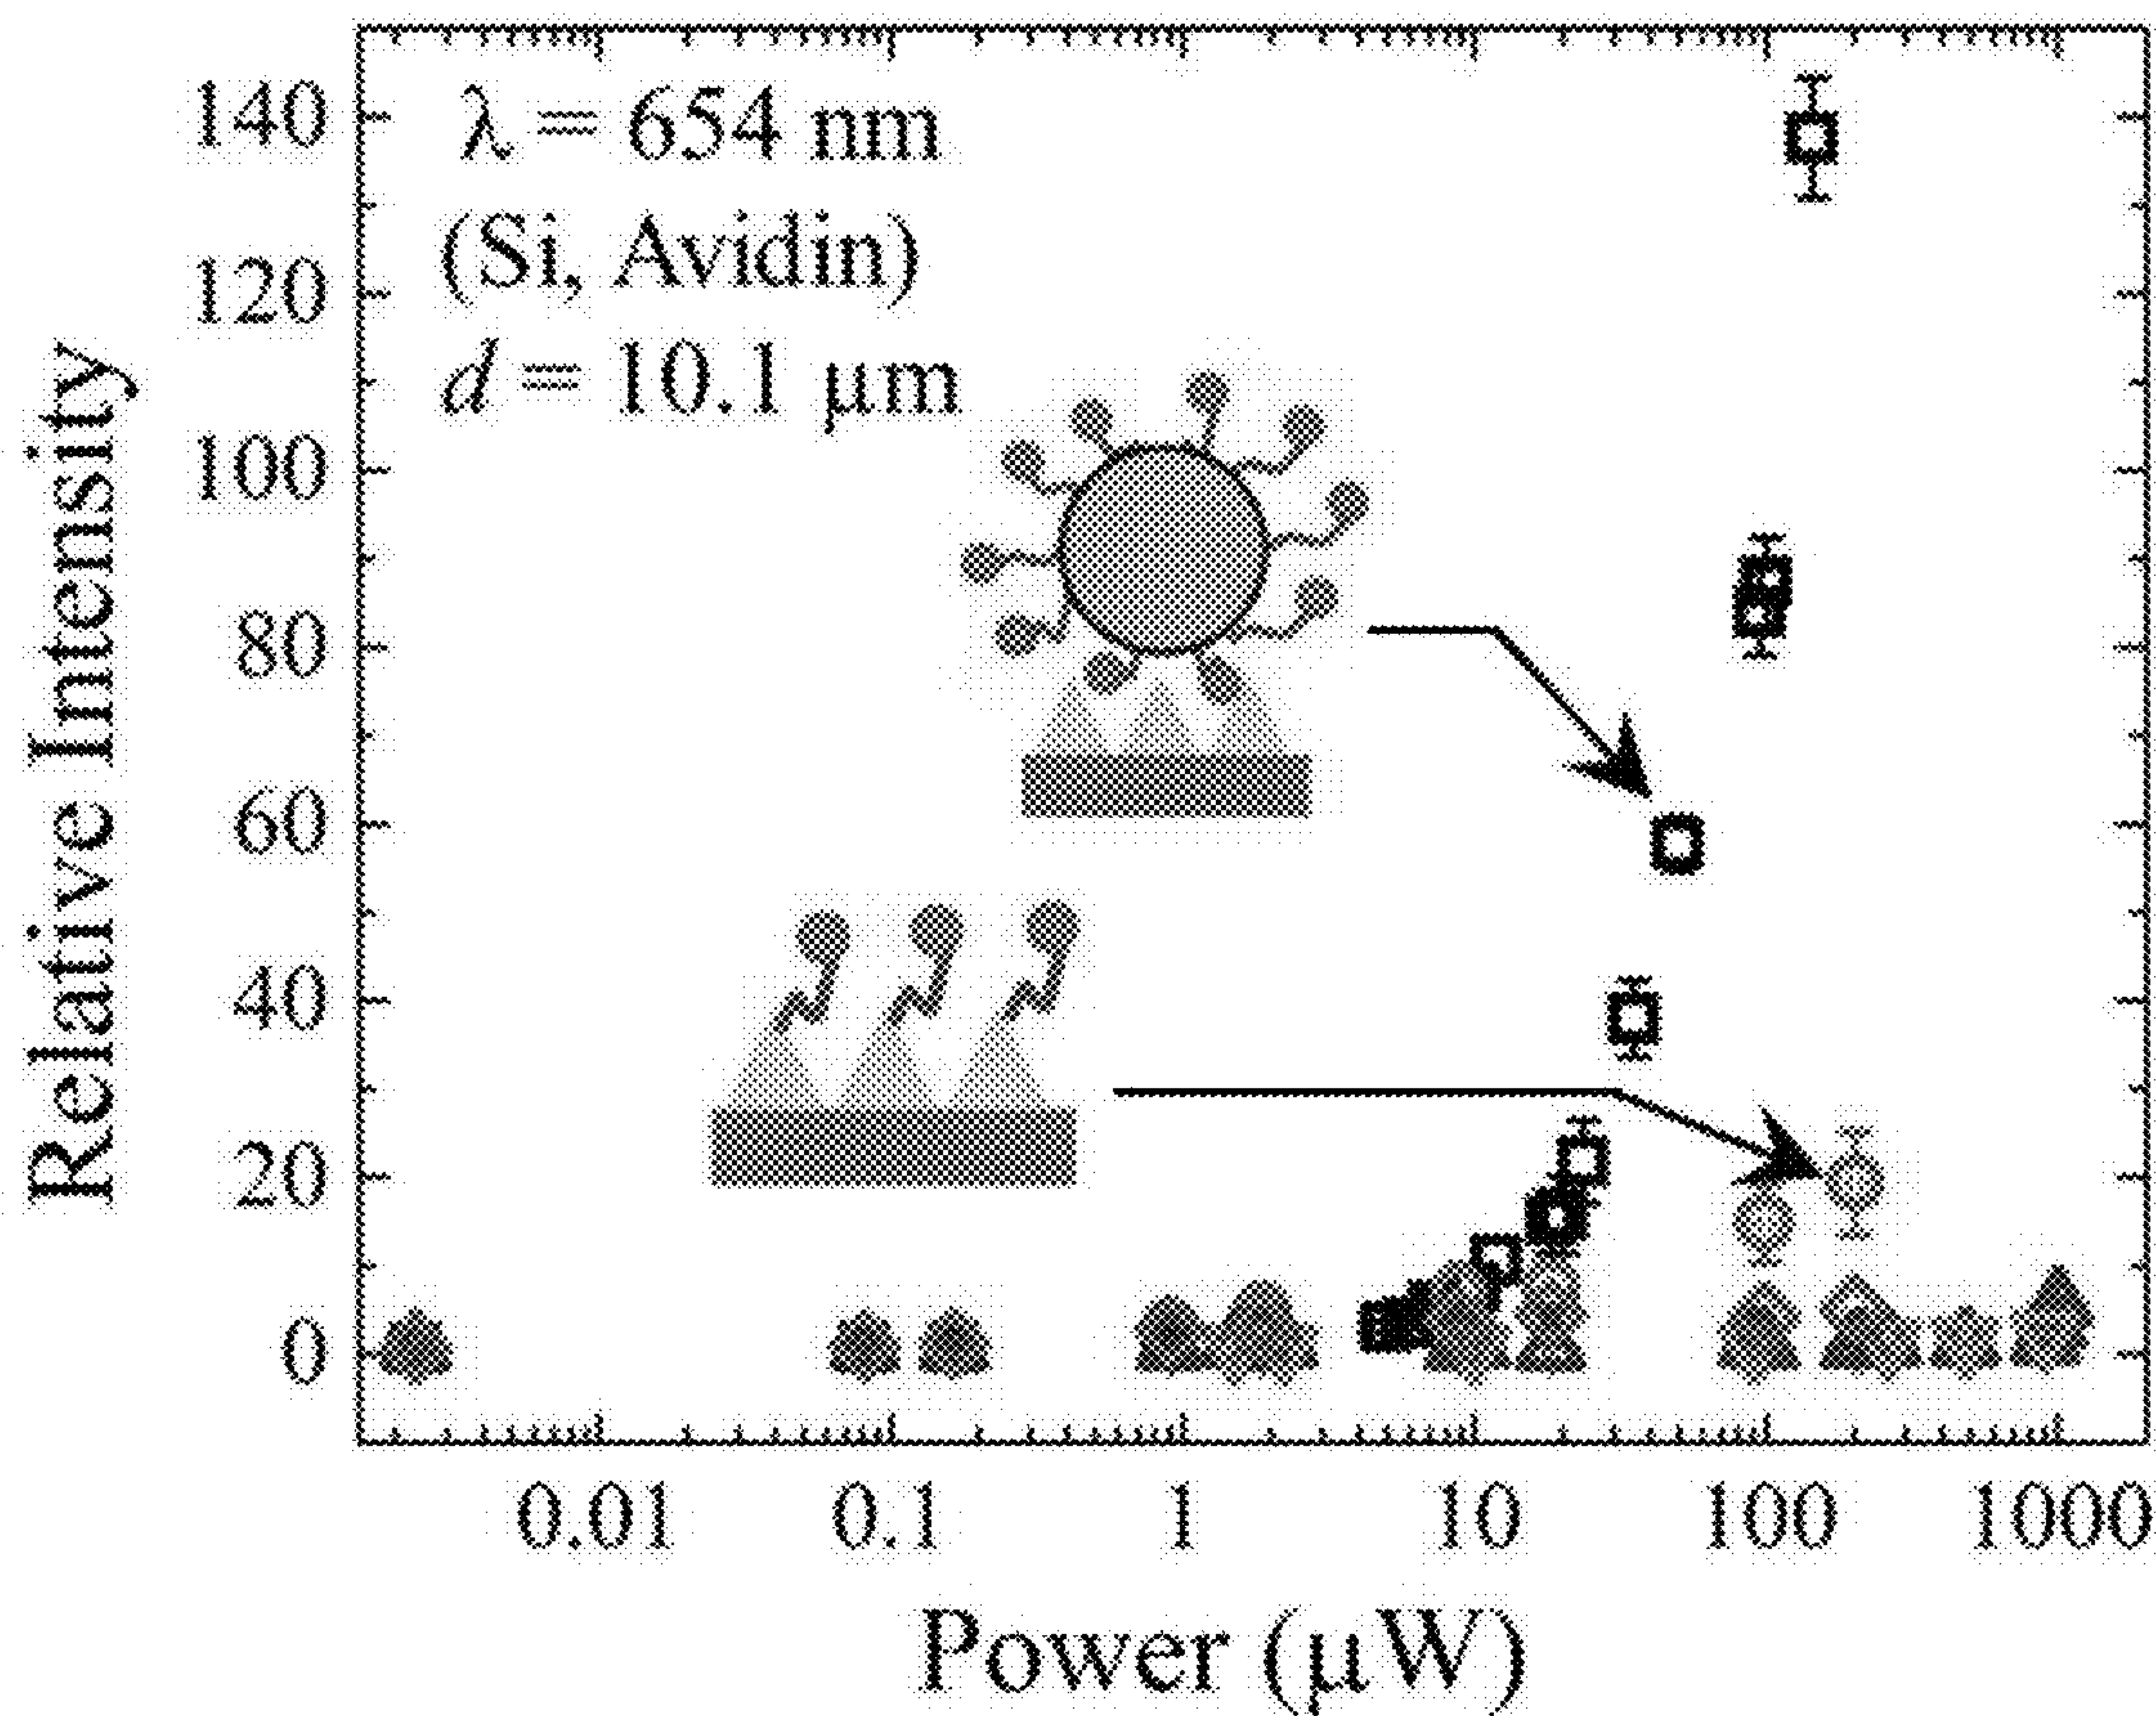 λ = 654 nm
(Si, Avidin)
d = 10.1 μm
Relative Intensity
140
120
100
80
60
40
20
0
0.01 0.1 1 10 100 1000
Power (μW)